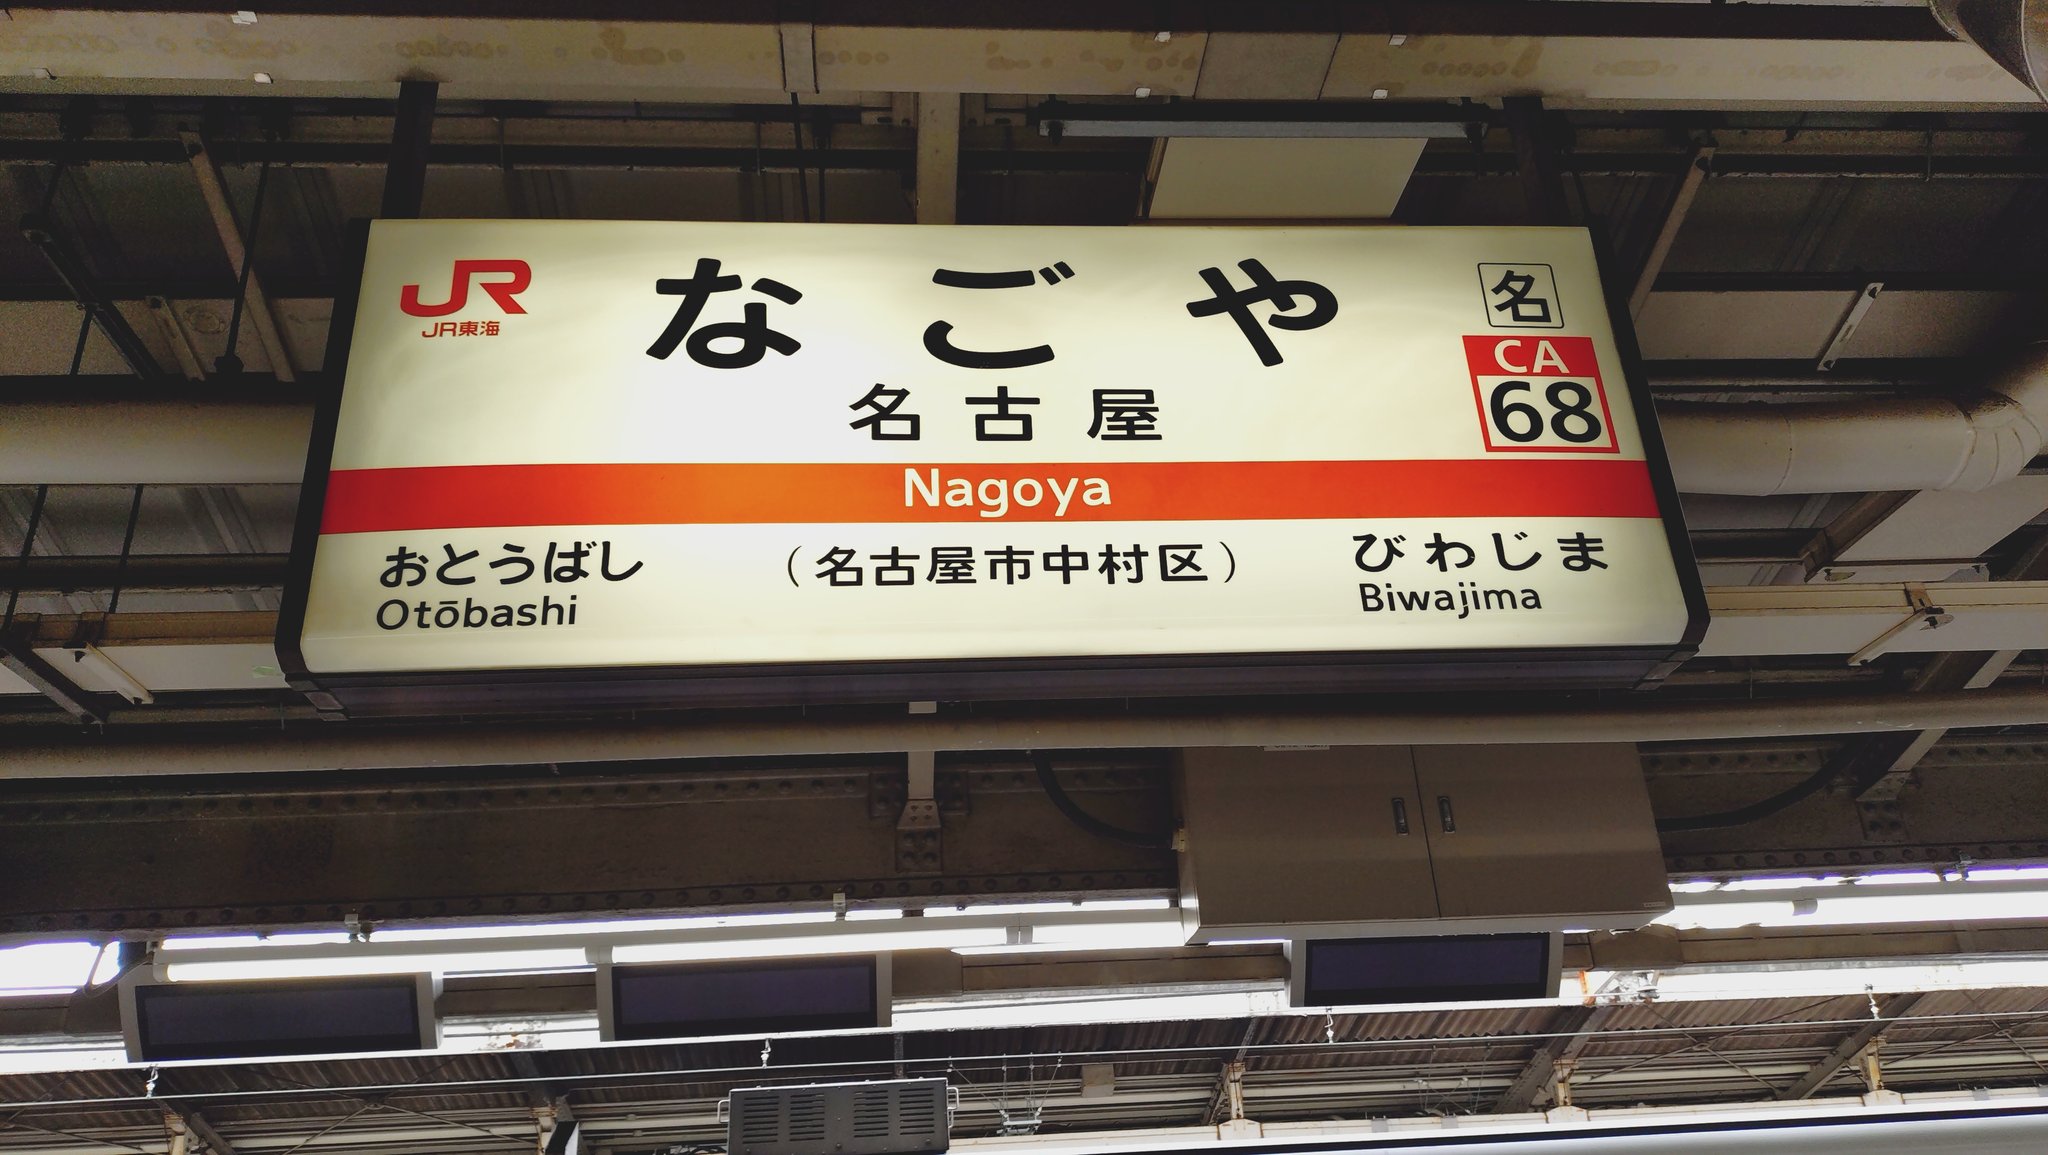 JR
JR東海
なごや
名
CA
68
名古屋
Nagoya
おとうばし
Otōbashi
（名古屋市中村区）
びわじま
Biwajima